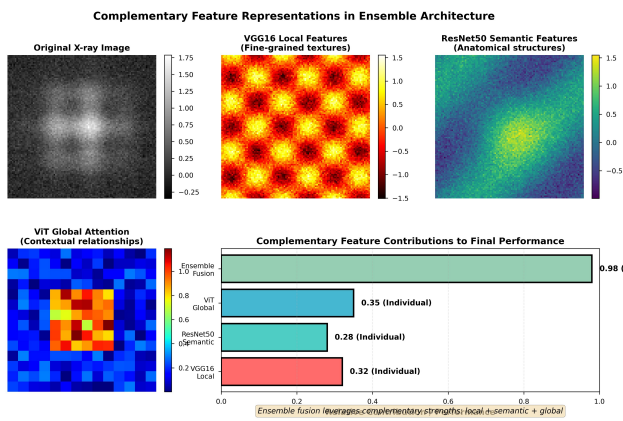 Complementary Feature Representations in Ensemble Architecture
Original X-ray Image
1.75
1.50
1.25
1.00
0.75
0.50
0.25
0.00
−0.25
VGG16 Local Features
(Fine-grained textures)
1.5
1.0
0.5
0.0
−0.5
−1.0
−1.5
ResNet50 Semantic Features
(Anatomical structures)
1.5
1.0
0.5
0.0
−0.5
ViT Global Attention
(Contextual relationships)
1.0
0.8
0.6
0.4
0.2
Complementary Feature Contributions to Final Performance
Ensemble
Fusion
0.98 (
ViT
Global
0.35 (Individual)
ResNet50
Semantic
0.28 (Individual)
VGG16
Local
0.32 (Individual)
0.0 0.2 0.4 0.6 0.8 1.0
Ensemble fusion leverages complementary strengths: local + semantic + global